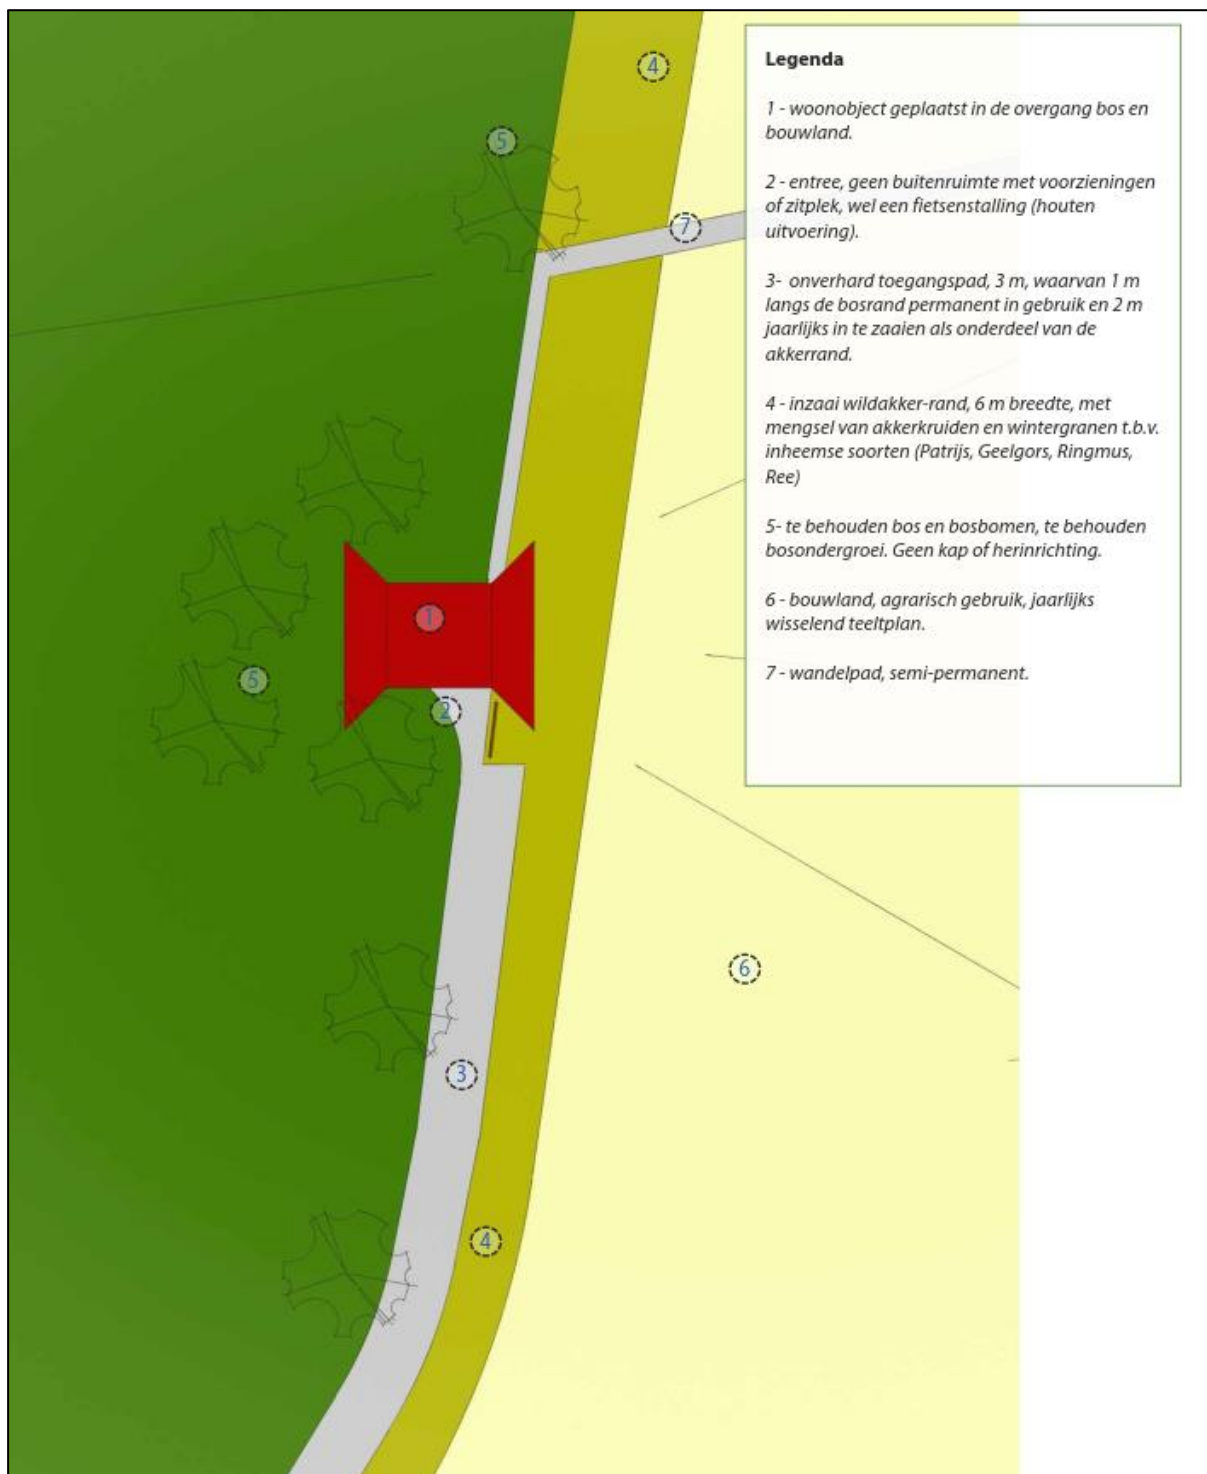 4
5
7
1
5
2
6
3
4
Legenda
1 - woonobject geplaatst in de overgang bos en
bouwland.
2 - entree, geen buitenruimte met voorzieningen
of zitplek, wel een fietsenstalling (houten
uitvoering).
3- onverhard toegangspad, 3 m, waarvan 1 m
langs de bosrand permanent in gebruik en 2 m
jaarlijks in te zaaien als onderdeel van de
akkerrand.
4 - inzaai wildakker-rand, 6 m breedte, met
mengsel van akkerkruiden en wintergranen t.b.v.
inheemse soorten (Patrijs, Geelgors, Ringmus,
Ree)
5- te behouden bos en bosbomen, te behouden
bosondergroei. Geen kap of herinrichting.
6 - bouwland, agrarisch gebruik, jaarlijks
wisselend teeltplan.
7 - wandelpad, semi-permanent.